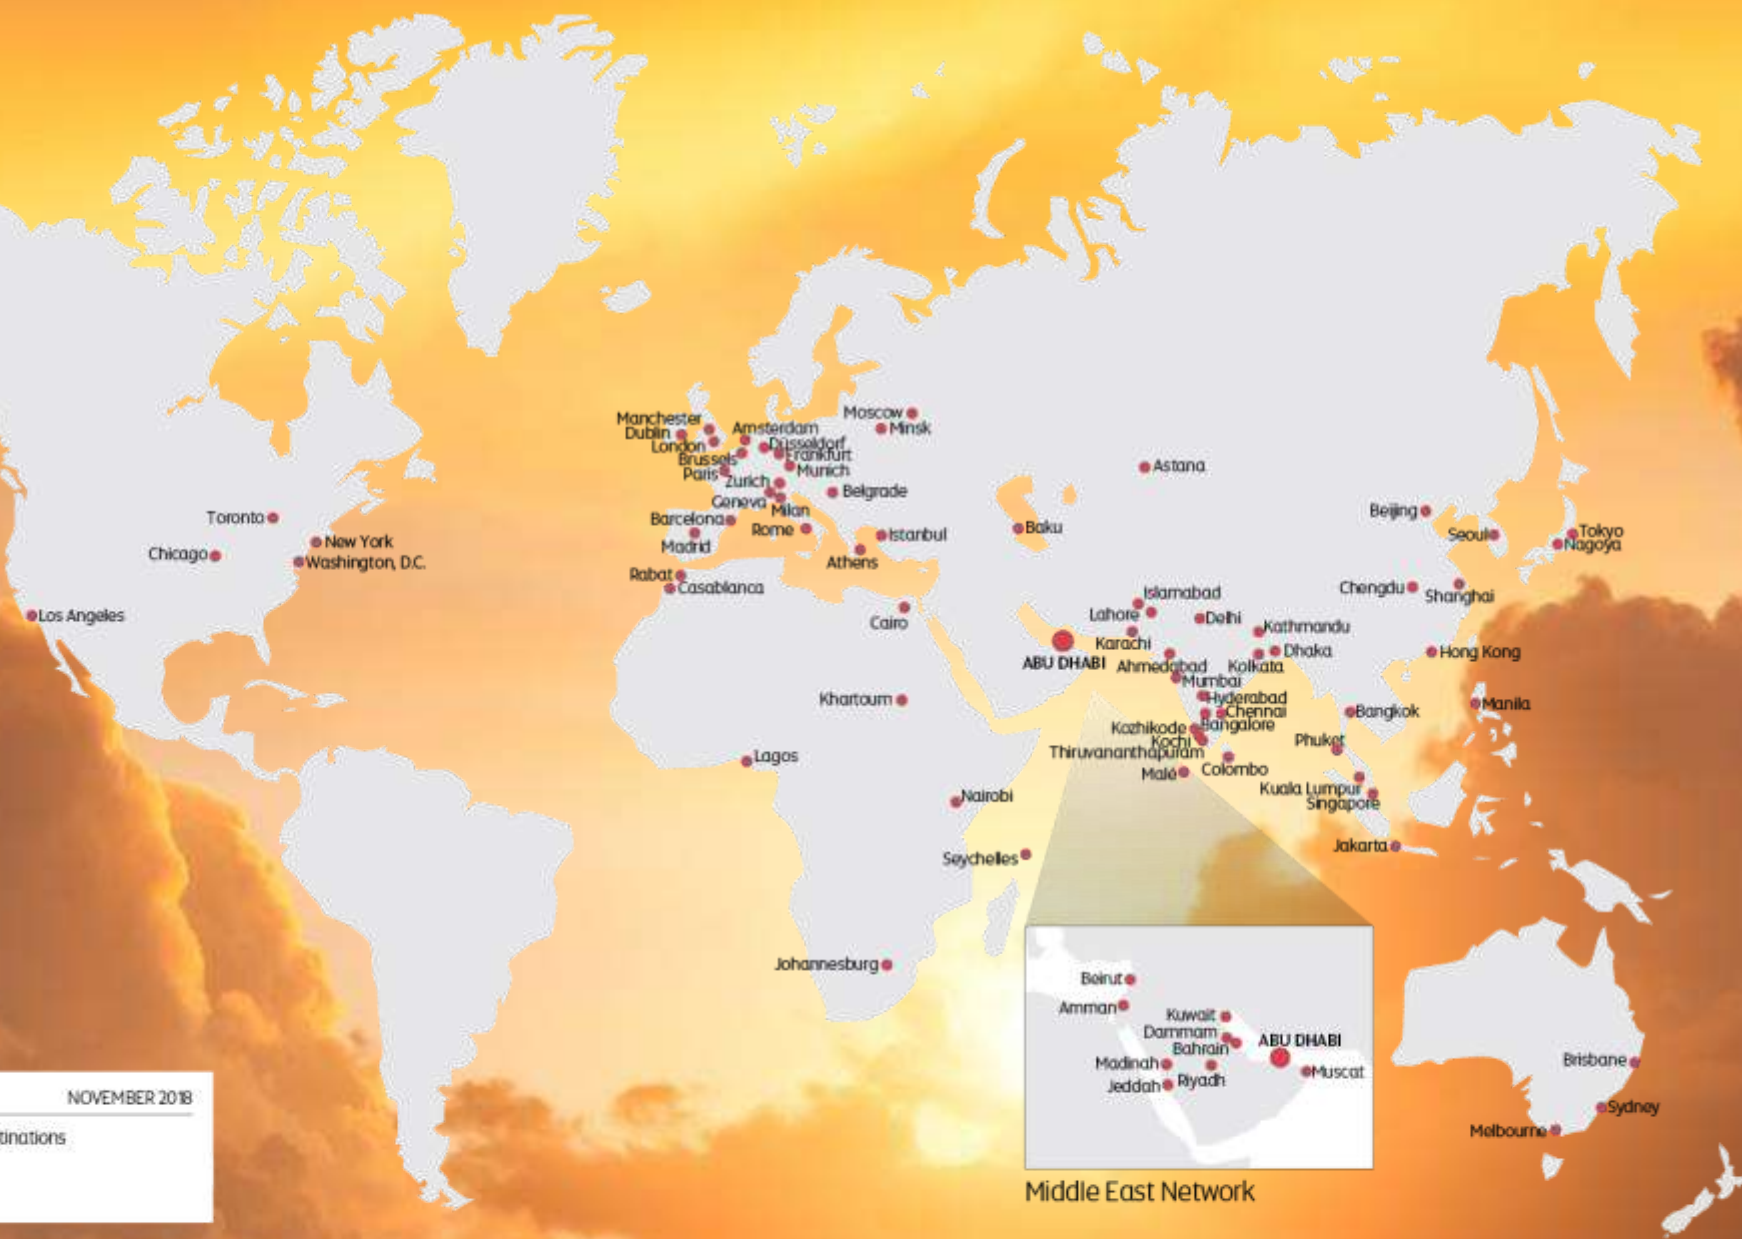 Moscow
Minsk
Manchester
Dublin
London
Amsterdam
Düsseldorf
Frankfurt
Brussels
Munich
Paris
Zurich
Astana
Geneva
Belgrade
Milan
Barcelona
Rome
Madrid
Istanbul
Athens
Baku
Beijing
Seoul
Tokyo
Nagoya
Toronto
New York
Chicago
Washington, D.C.
Rabat
Casablanca
Chengdu
Shanghai
Islamabad
Lahore
Delhi
Los Angeles
Cairo
Kathmandu
Karachi
Dhaka
Hong Kong
ABU DHABI
Ahmedabad
Kolkata
Mumbai
Khartoum
Hyderabad
Manila
Chennai
Bangkok
Kozhikode
Bangalore
Kochi
Phuket
Thiruvananthapuram
Lagos
Malé
Colombo
Kuala Lumpur
Nairobi
Singapore
Jakarta
Seychelles
Johannesburg
Beirut
Amman
Kuwait
Dammam
ABU DHABI
Bahrain
Madinah
Muscat
Jeddah
Riyadh
Brisbane
Sydney
Melbourne
Middle East Network
NOVEMBER 2018
tinations